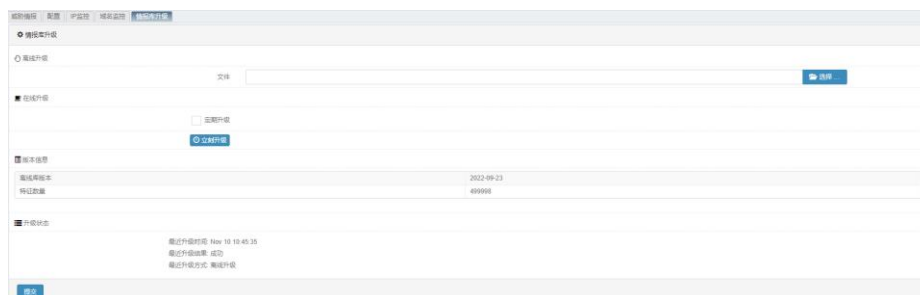 威胁情报 配置 IP监控 域名监控 情报库升级
情报库升级
离线升级
文件 选择 ...
在线升级
定期升级
立刻升级
版本信息
离线库版本 2022-09-23
特征数量 499998
升级状态
最近升级时间: Nov 10 10:45:35
最近升级结果: 成功
最近升级方式: 离线升级
提交